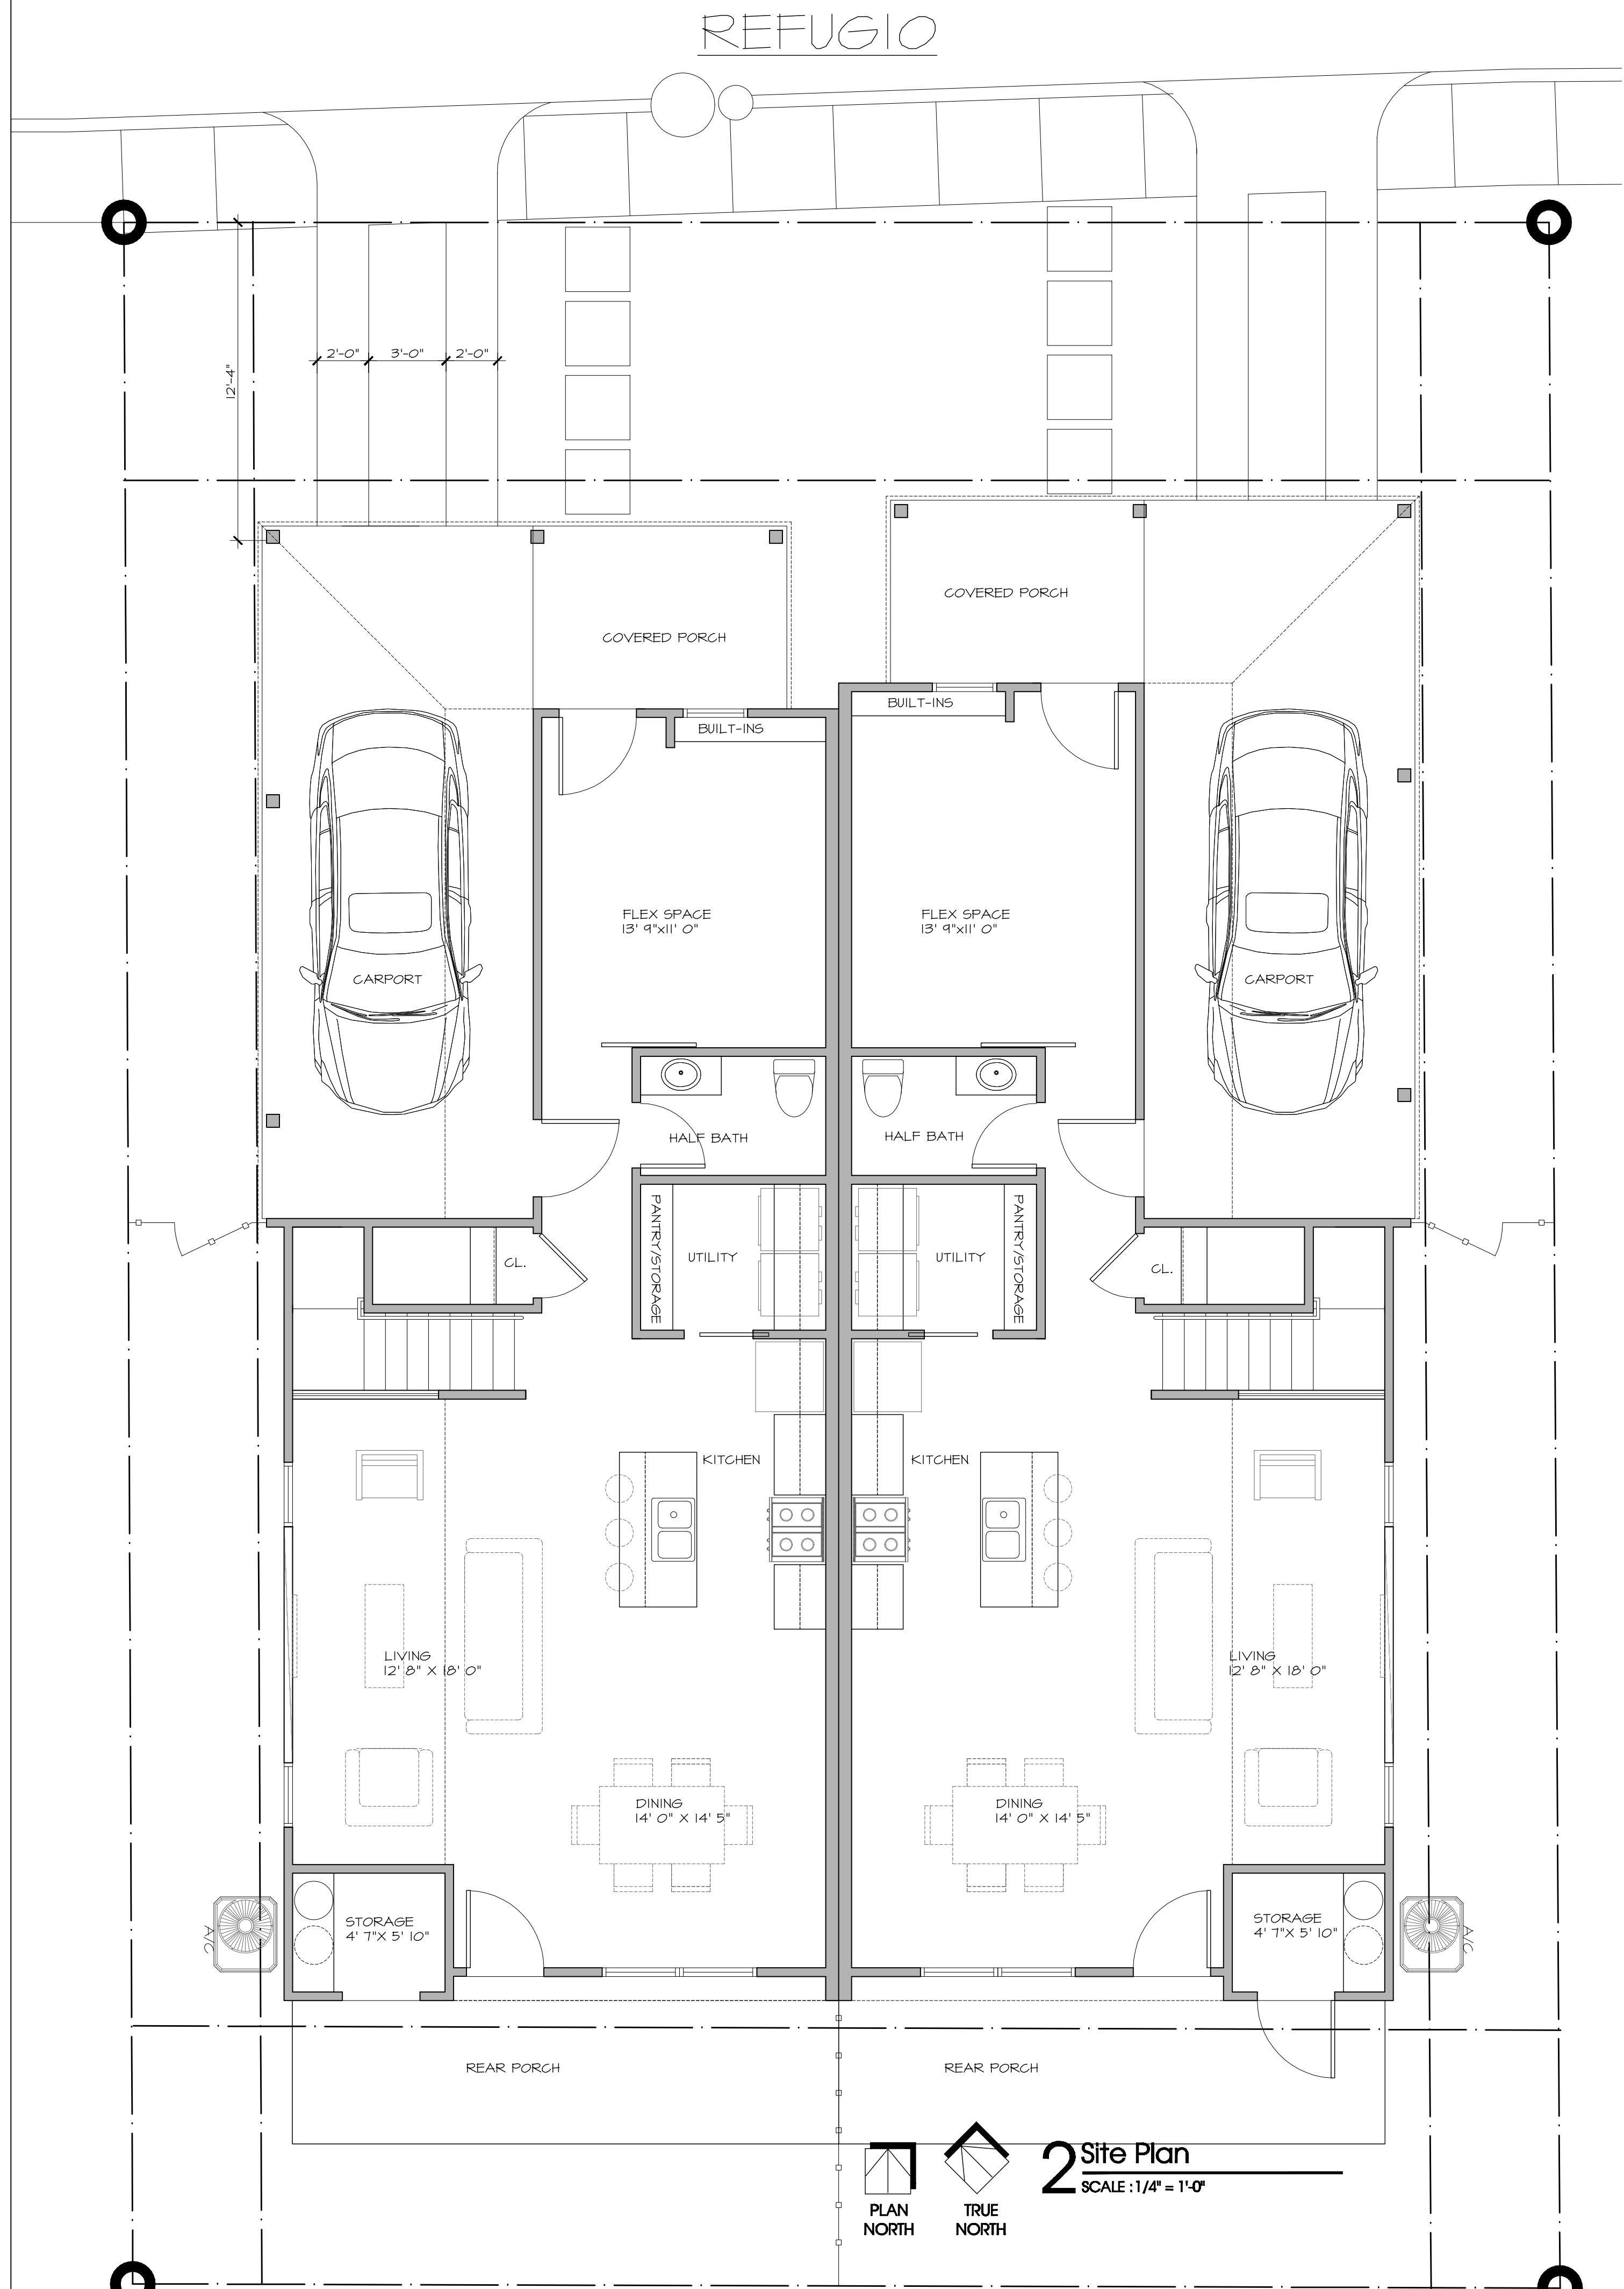 REFUGIO
2'-0" 3'-0" 2'-0"
12'-4"
COVERED PORCH
COVERED PORCH
BUILT-INS
BUILT-INS
FLEX SPACE
13' 9"x11' 0"
FLEX SPACE
13' 9"x11' 0"
CARPORT
CARPORT
HALF BATH
HALF BATH
PANTRY/STORAGE
UTILITY
UTILITY
PANTRY/STORAGE
CL.
CL.
KITCHEN
KITCHEN
LIVING
12' 8" X 18' 0"
LIVING
12' 8" X 18' 0"
DINING
14' 0" X 14' 5"
DINING
14' 0" X 14' 5"
A/C
STORAGE
4' 7"X 5' 10"
STORAGE
4' 7"X 5' 10"
A/C
REAR PORCH
REAR PORCH
PLAN
NORTH
TRUE
NORTH
2 Site Plan
SCALE : 1/4" = 1'-0"